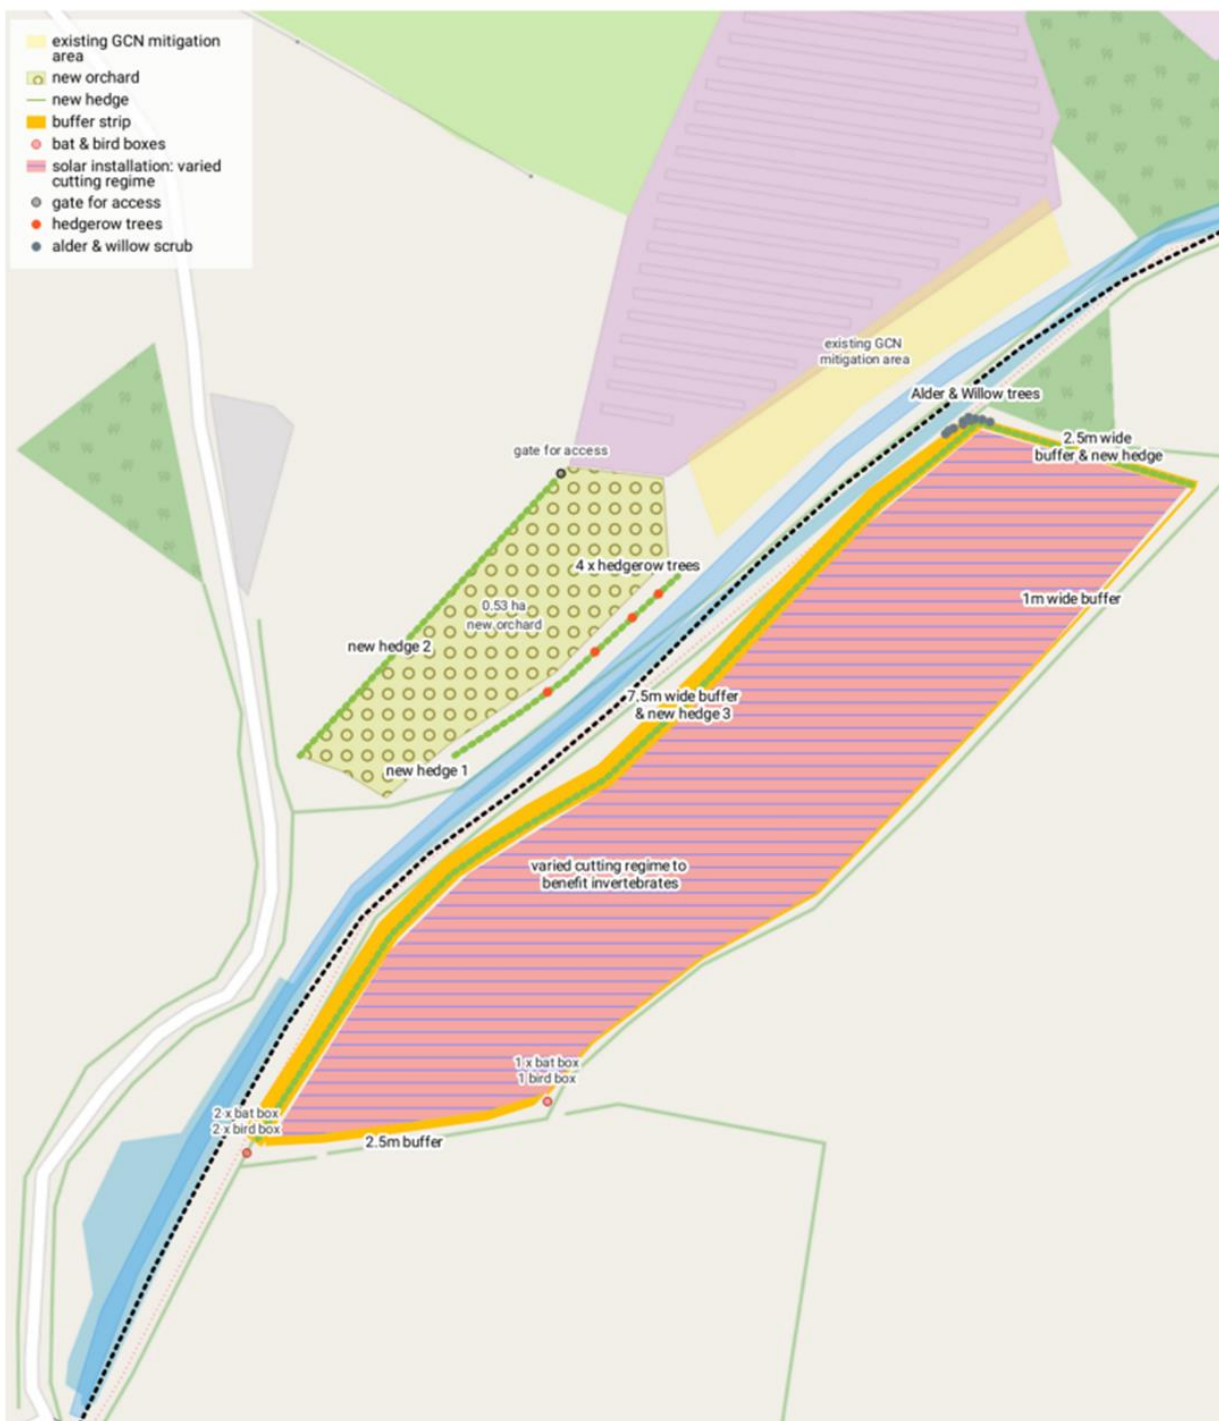 existing GCN mitigation
area
new orchard
new hedge
buffer strip
bat & bird boxes
solar installation: varied
cutting regime
gate for access
hedgerow trees
alder & willow scrub
existing GCN
mitigation area
Alder & Willow trees
2.5m wide
buffer & new hedge
gate for access
4 x hedgerow trees
1m wide buffer
0.53 ha
new orchard
new hedge 2
7.5m wide buffer
& new hedge 3
new hedge 1
varied cutting regime to
benefit invertebrates
1 x bat box
1 bird box
2 x bat box
2 x bird box
2.5m buffer